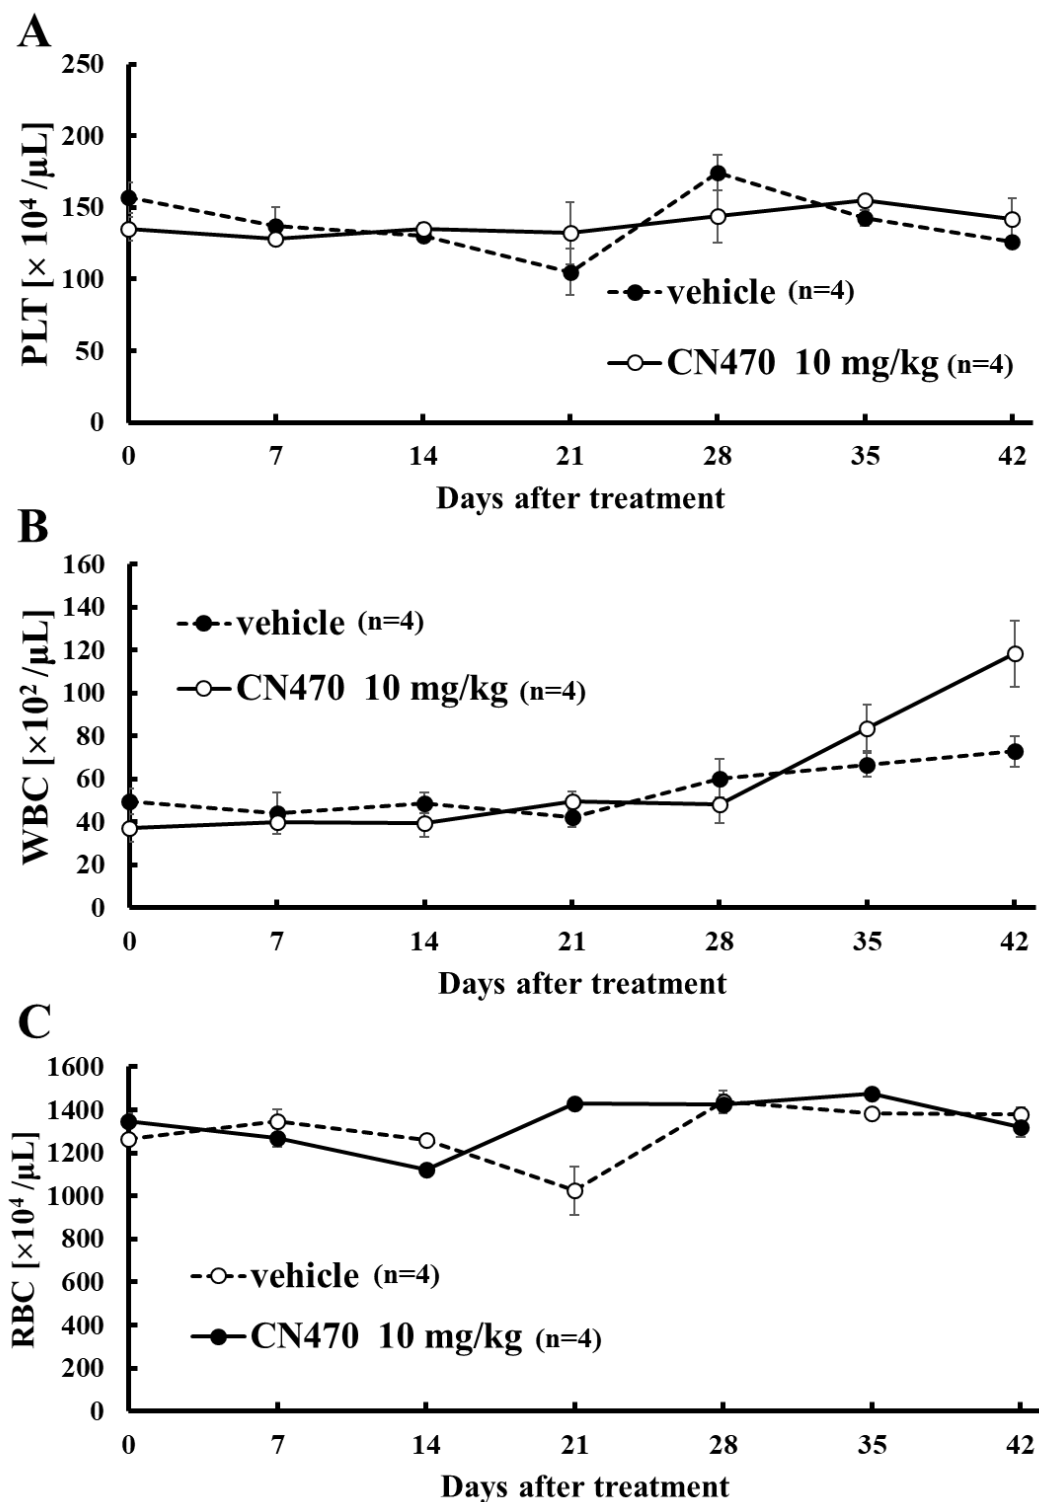 A
PLT [× 10⁴ /μL]
250
200
150
100
50
0
vehicle (n=4)
CN470 10 mg/kg (n=4)
0 7 14 21 28 35 42
Days after treatment
B
WBC [×10² /μL]
160
140
120
100
80
60
40
20
0
vehicle (n=4)
CN470 10 mg/kg (n=4)
0 7 14 21 28 35 42
Days after treatment
C
RBC [×10⁴ /μL]
1600
1400
1200
1000
800
600
400
200
0
vehicle (n=4)
CN470 10 mg/kg (n=4)
0 7 14 21 28 35 42
Days after treatment